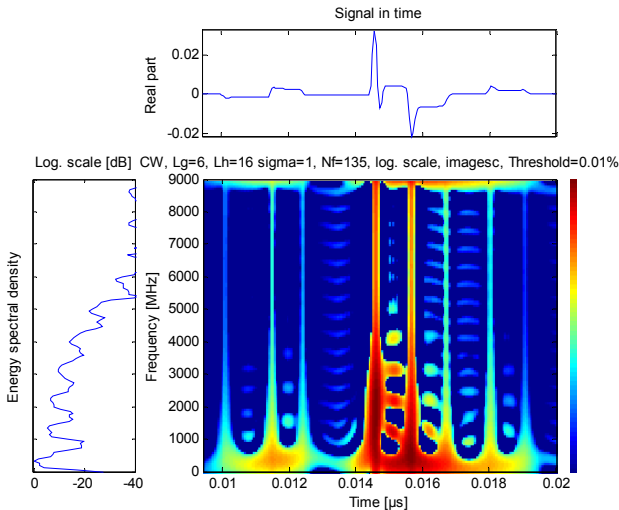 Signal in time
Real part
0.02
0
-0.02
Log. scale [dB]
CW, Lg=6, Lh=16 sigma=1, Nf=135, log. scale, imagesc, Threshold=0.01%
Energy spectral density
0 -20 -40
Frequency [MHz]
9000
8000
7000
6000
5000
4000
3000
2000
1000
0
0.01 0.012 0.014 0.016 0.018 0.02
Time [µs]